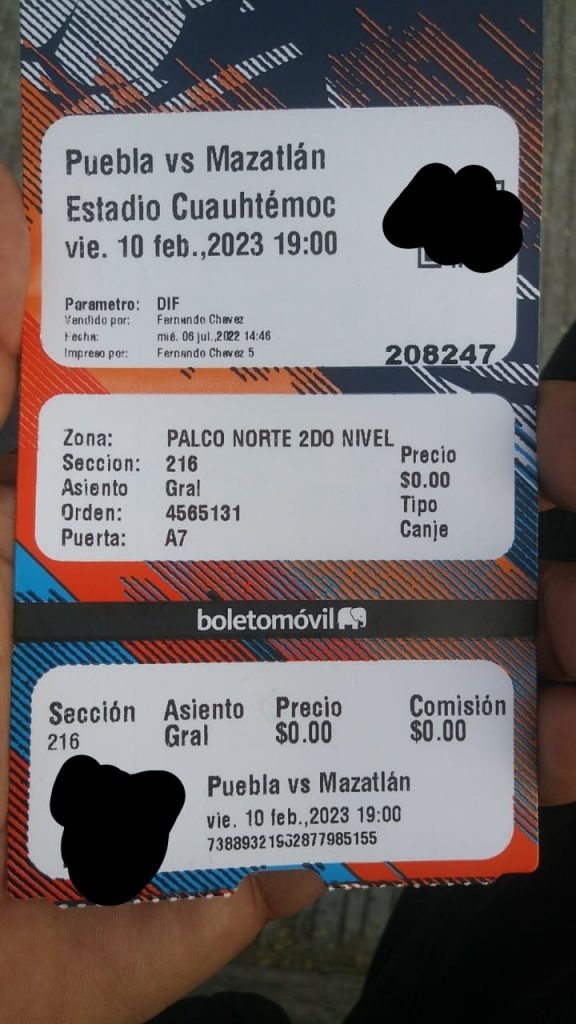 Puebla vs Mazatlán
Estadio Cuauhtémoc
vie. 10 feb.,2023 19:00
Parametro: DIF
Vendido por: Fernando Chavez
Fecha: mié. 06 jul.,2022 14:46
Impreso por: Fernando Chavez 5
208247
Zona: PALCO NORTE 2DO NIVEL
Seccion: 216
Asiento Gral
Orden: 4565131
Puerta: A7
Precio
$0.00
Tipo
Canje
boletomóvil
Sección Asiento Precio Comisión
216 Gral $0.00 $0.00
Puebla vs Mazatlán
vie. 10 feb.,2023 19:00